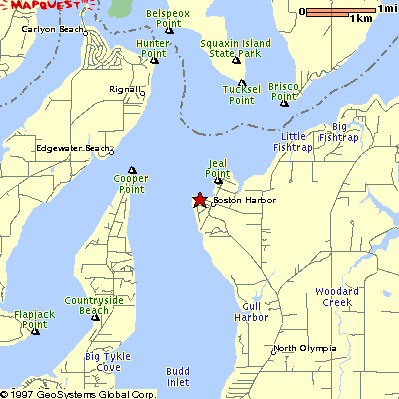 MAPQUEST
Belspeox
Point
1mi
1km
Carlyon Beach
Hunter
Point
Squaxin Island
State Park
Rignall
Tucksel
Point
Brisco
Point
Big
Fishtrap
Little
Fishtrap
Edgewater Beach
Jeal
Point
Cooper
Point
Boston Harbor
Woodard
Creek
Countryside
Beach
Gull
Harbor
Flapjack
Point
North Olympia
Big Tykle
Cove
Budd
Inlet
© 1997 GeoSystems Global Corp.